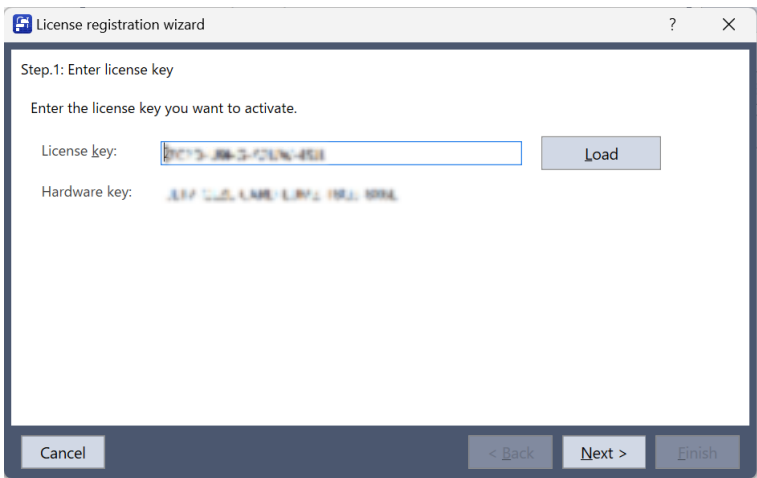 License registration wizard ?
Step.1: Enter license key
Enter the license key you want to activate.
License key: Load
Hardware key:
Cancel < Back Next > Finish